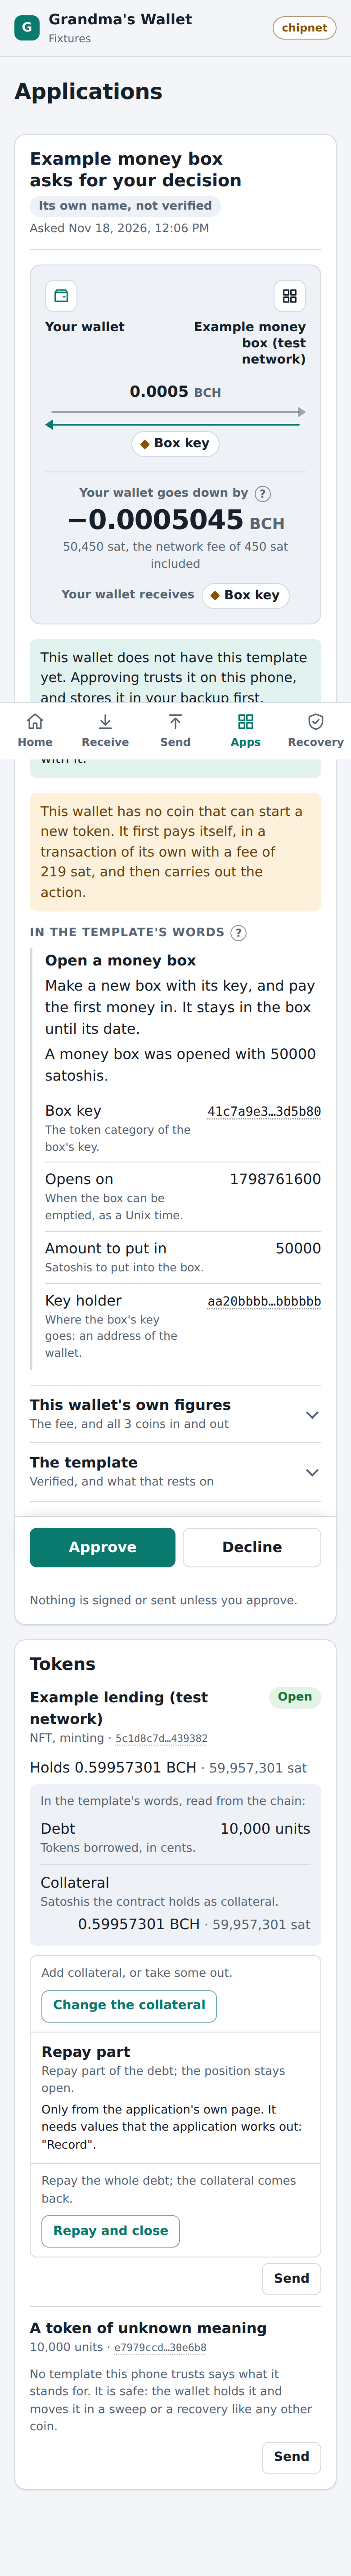 G
Grandma's Wallet
Fixtures
chipnet
Applications
Example money box
asks for your decision
Its own name, not verified
Asked Nov 18, 2026, 12:06 PM
Your wallet
Example money
box (test
network)
0.0005 BCH
Box key
Your wallet goes down by ?
−0.0005045 BCH
50,450 sat, the network fee of 450 sat
included
Your wallet receives Box key
This wallet does not have this template
yet. Approving trusts it on this phone,
and stores it in your backup first.
Home
Receive
Send
Apps
Recovery
with it.
This wallet has no coin that can start a
new token. It first pays itself, in a
transaction of its own with a fee of
219 sat, and then carries out the
action.
IN THE TEMPLATE'S WORDS ?
Open a money box
Make a new box with its key, and pay
the first money in. It stays in the box
until its date.
A money box was opened with 50000
satoshis.
Box key 41c7a9e3…3d5b80
The token category of the
box's key.
Opens on 1798761600
When the box can be
emptied, as a Unix time.
Amount to put in 50000
Satoshis to put into the box.
Key holder aa20bbbb…bbbbbb
Where the box's key
goes: an address of the
wallet.
This wallet's own figures
The fee, and all 3 coins in and out
The template
Verified, and what that rests on
Approve
Decline
Nothing is signed or sent unless you approve.
Tokens
Example lending (test
network)
Open
NFT, minting · 5c1d8c7d…439382
Holds 0.59957301 BCH · 59,957,301 sat
In the template's words, read from the chain:
Debt 10,000 units
Tokens borrowed, in cents.
Collateral
Satoshis the contract holds as collateral.
0.59957301 BCH · 59,957,301 sat
Add collateral, or take some out.
Change the collateral
Repay part
Repay part of the debt; the position stays
open.
Only from the application's own page. It
needs values that the application works out:
"Record".
Repay the whole debt; the collateral comes
back.
Repay and close
Send
A token of unknown meaning
10,000 units · e7979ccd…30e6b8
No template this phone trusts says what it
stands for. It is safe: the wallet holds it and
moves it in a sweep or a recovery like any other
coin.
Send